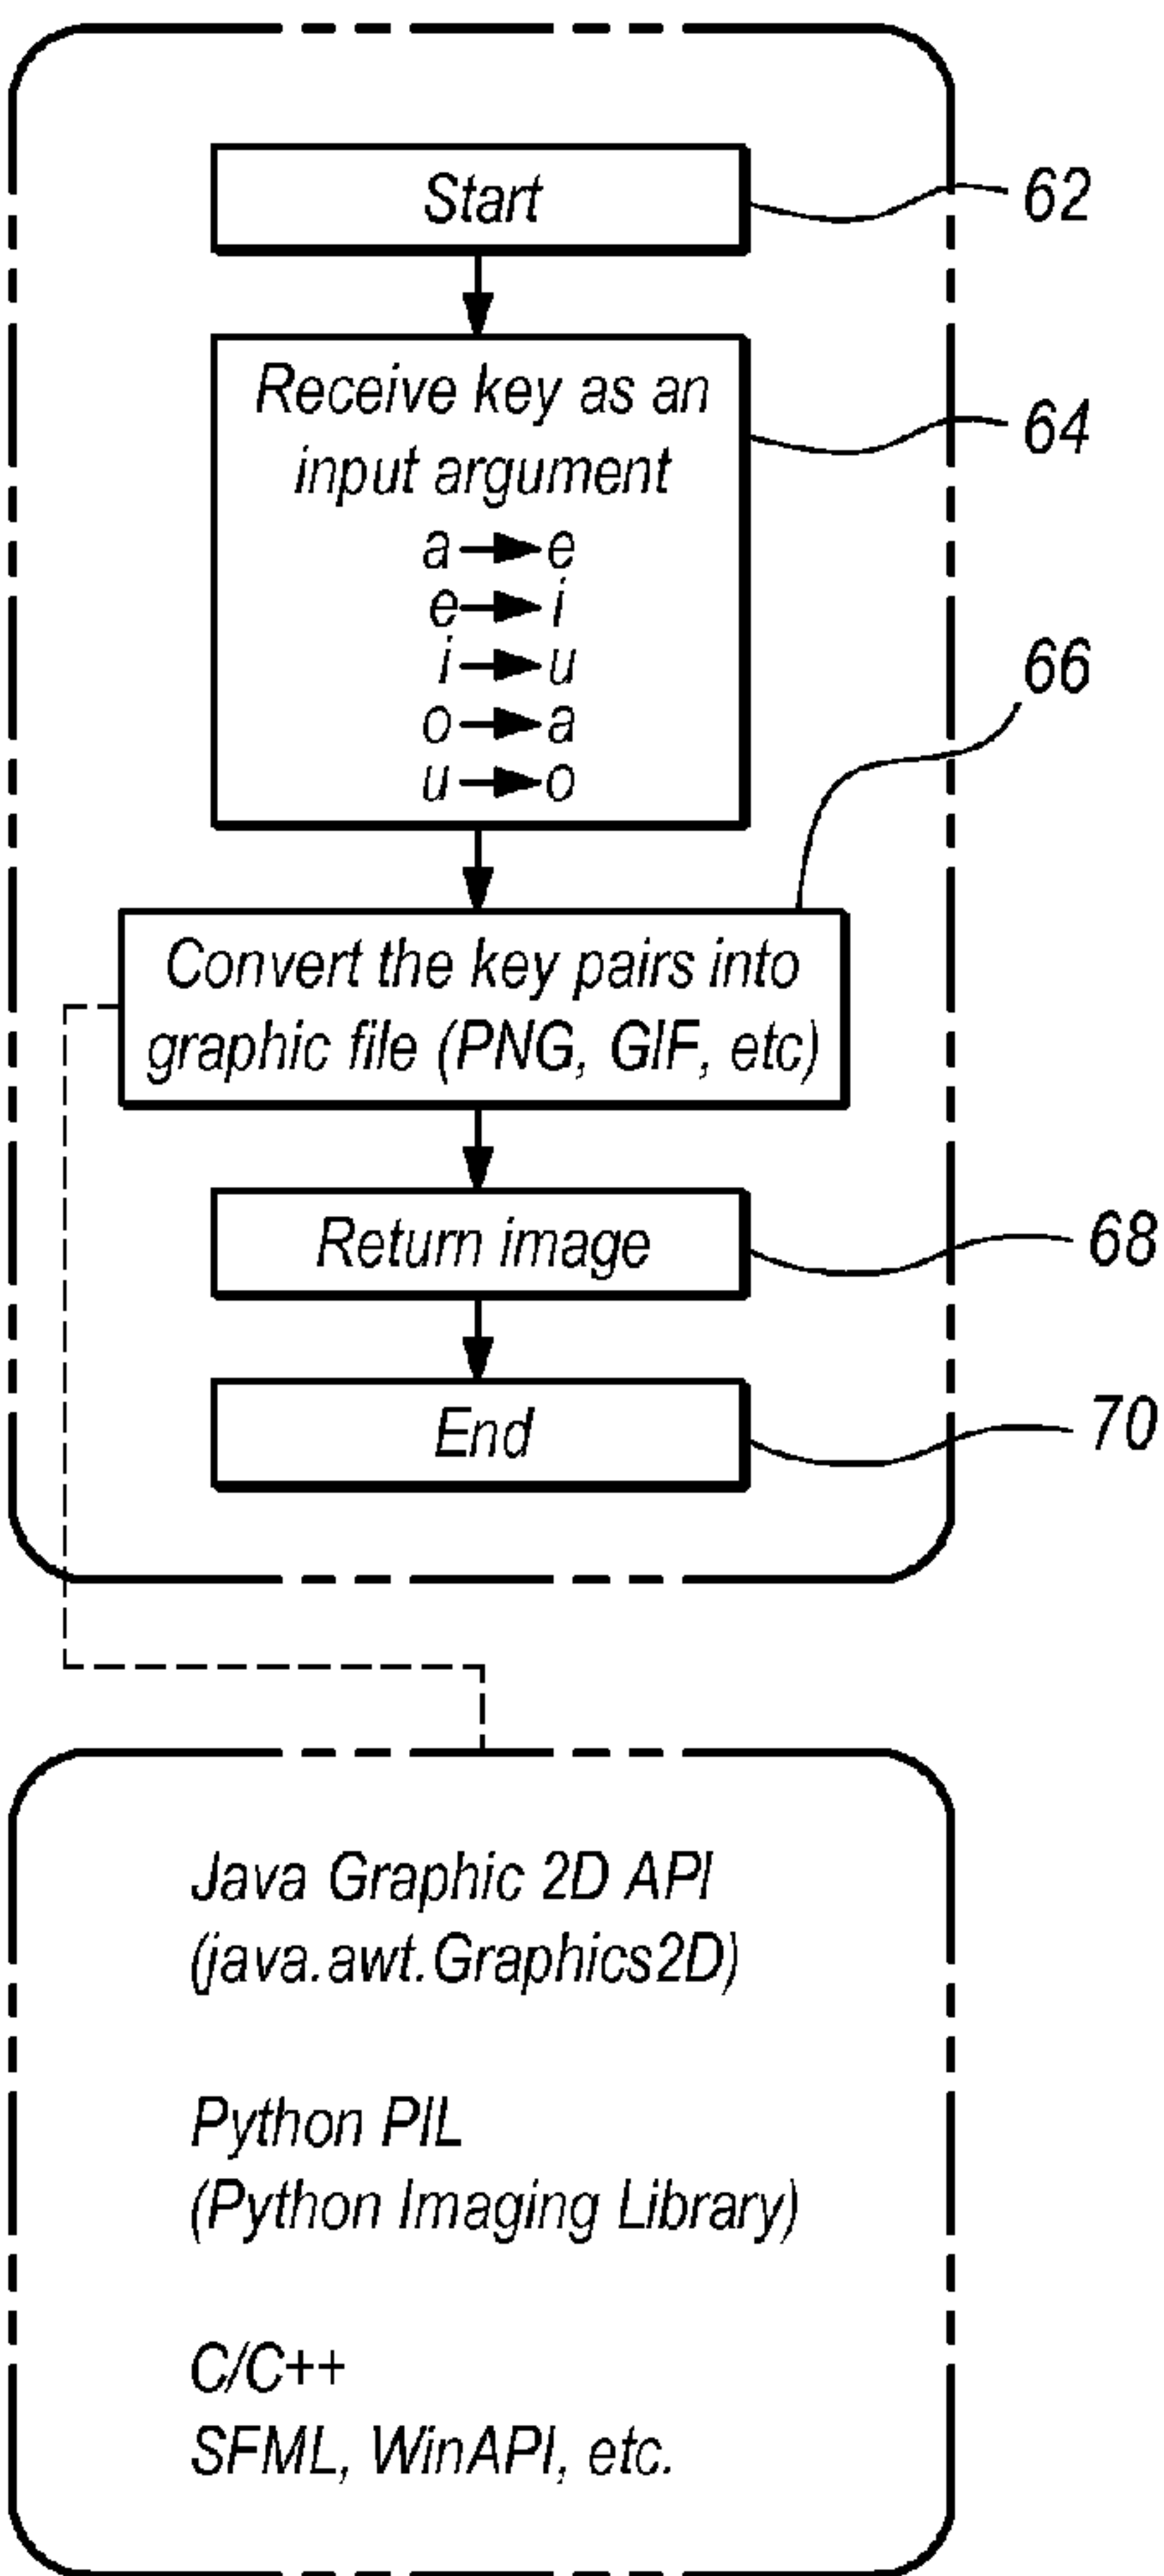 Start
62
Receive key as an
input argument
64
a→e
e→i
i→u
o→a
u→o
66
Convert the key pairs into
graphic file (PNG, GIF, etc)
Return image
68
End
70
Java Graphic 2D API
(java.awt.Graphics2D)
Python PIL
(Python Imaging Library)
C/C++
SFML, WinAPI, etc.